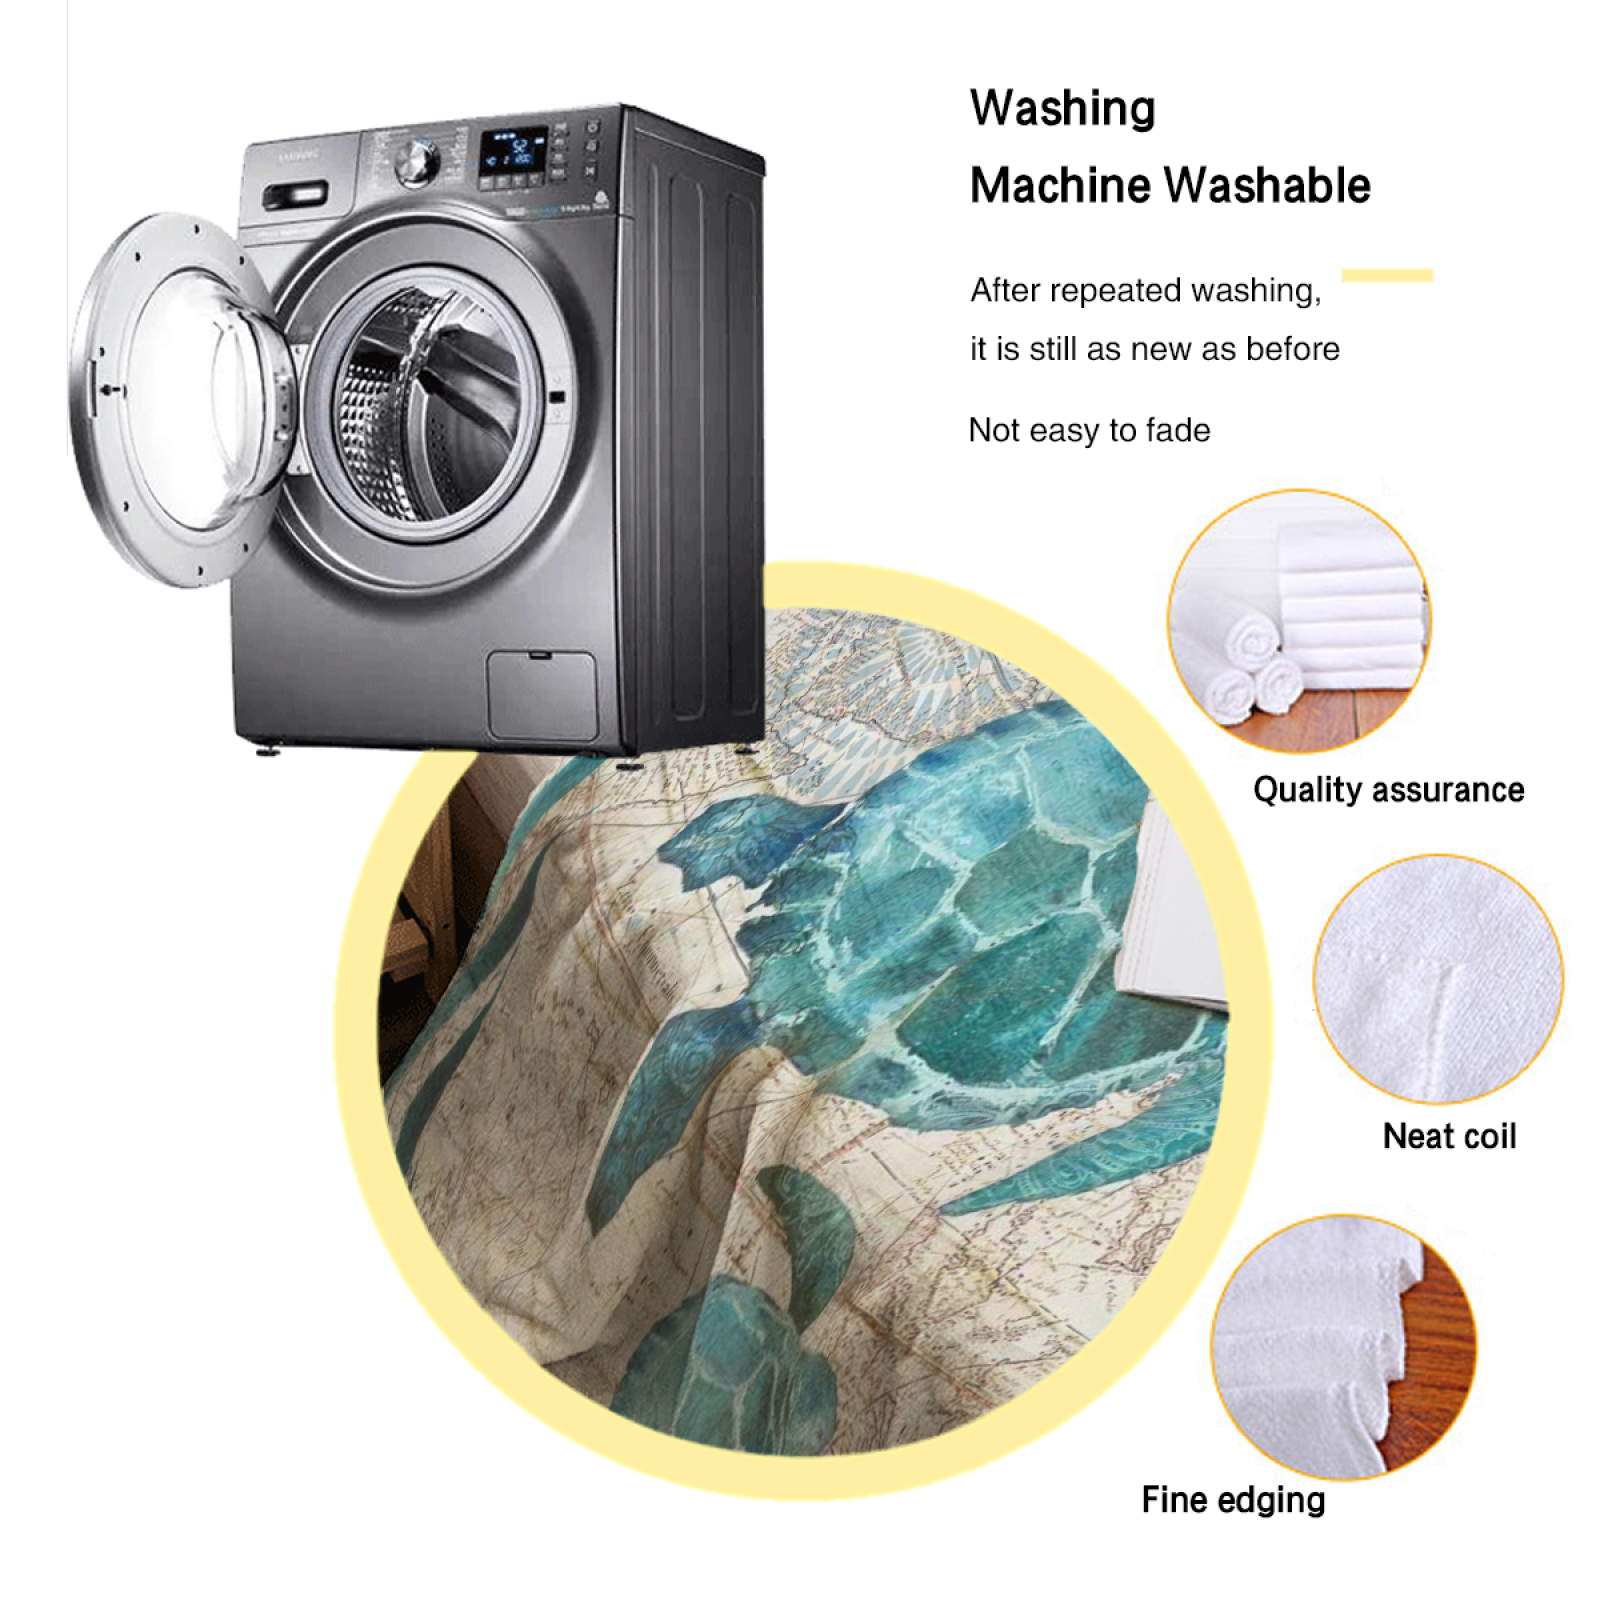 Washing
Machine Washable
After repeated washing,
it is still as new as before
Not easy to fade
Quality assurance
Neat coil
Fine edging